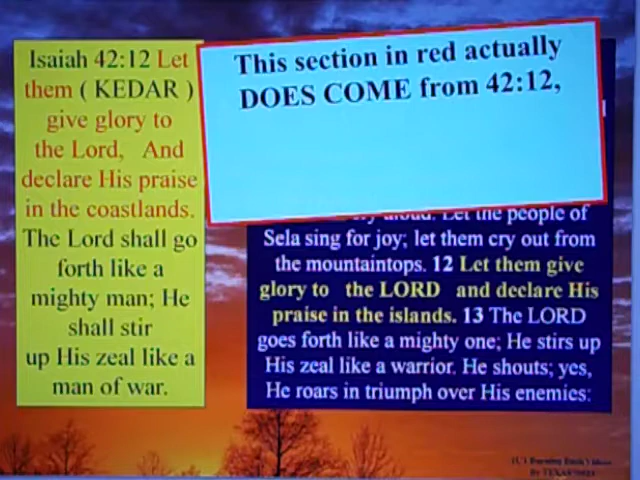 Isaiah 42:12 Let
them ( KEDAR )
give glory to
the Lord, And
declare His praise
in the coastlands.
The Lord shall go
forth like a
mighty man; He
shall stir
up His zeal like a
man of war.
This section in red actually
DOES COME from 42:12,
aloud. Let the people of
Sela sing for joy; let them cry out from
the mountaintops. 12 Let them give
glory to the LORD and declare His
praise in the islands. 13 The LORD
goes forth like a mighty one; He stirs up
His zeal like a warrior. He shouts; yes,
He roars in triumph over His enemies: